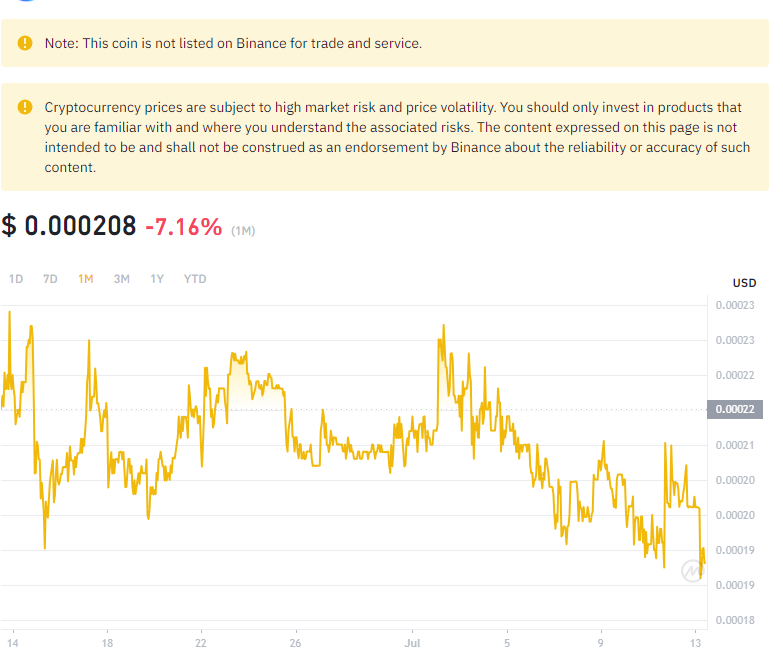 Note: This coin is not listed on Binance for trade and service.
Cryptocurrency prices are subject to high market risk and price volatility. You should only invest in products that
you are familiar with and where you understand the associated risks. The content expressed on this page is not
intended to be and shall not be construed as an endorsement by Binance about the reliability or accuracy of such
content.
$ 0.000208 -7.16% (1M)
1D 7D 1M 3M 1Y YTD
USD
0.00023
0.00023
0.00022
0.00022
0.00021
0.00020
0.00020
0.00019
0.00019
0.00018
14 18 22 26 Jul 5 9 13